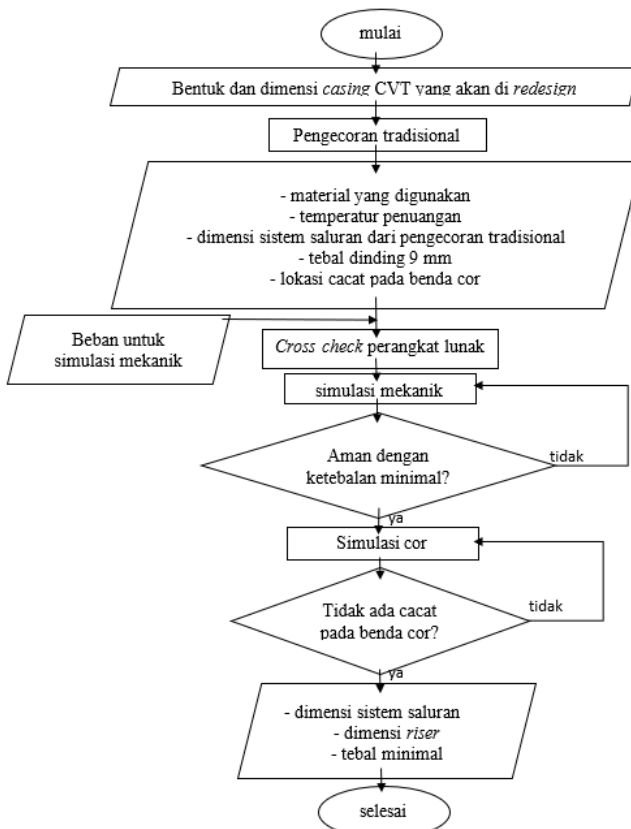 mulai
Bentuk dan dimensi casing CVT yang akan di redesign
Pengecoran tradisional
- material yang digunakan
- temperatur penuangan
- dimensi sistem saluran dari pengecoran tradisional
- tebal dinding 9 mm
- lokasi cacat pada benda cor
Beban untuk
simulasi mekanik
Cross check perangkat lunak
simulasi mekanik
Aman dengan
ketebalan minimal?
tidak
ya
Simulasi cor
Tidak ada cacat
pada benda cor?
tidak
ya
- dimensi sistem saluran
- dimensi riser
- tebal minimal
selesai